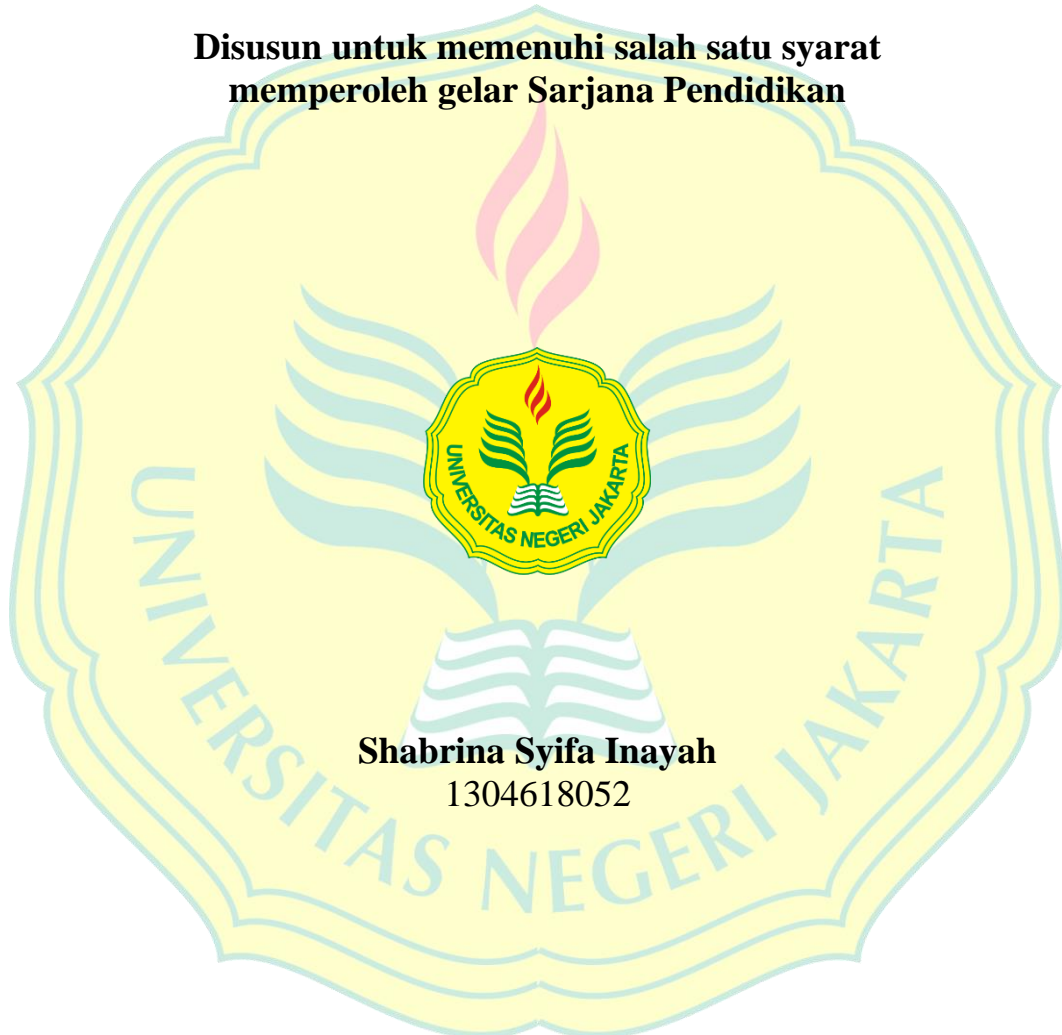 Disusun untuk memenuhi salah satu syarat
memperoleh gelar Sarjana Pendidikan
UNIVERSITAS NEGERI JAKARTA
Shabrina Syifa Inayah
1304618052
UNIVERSITAS NEGERI JAKARTA